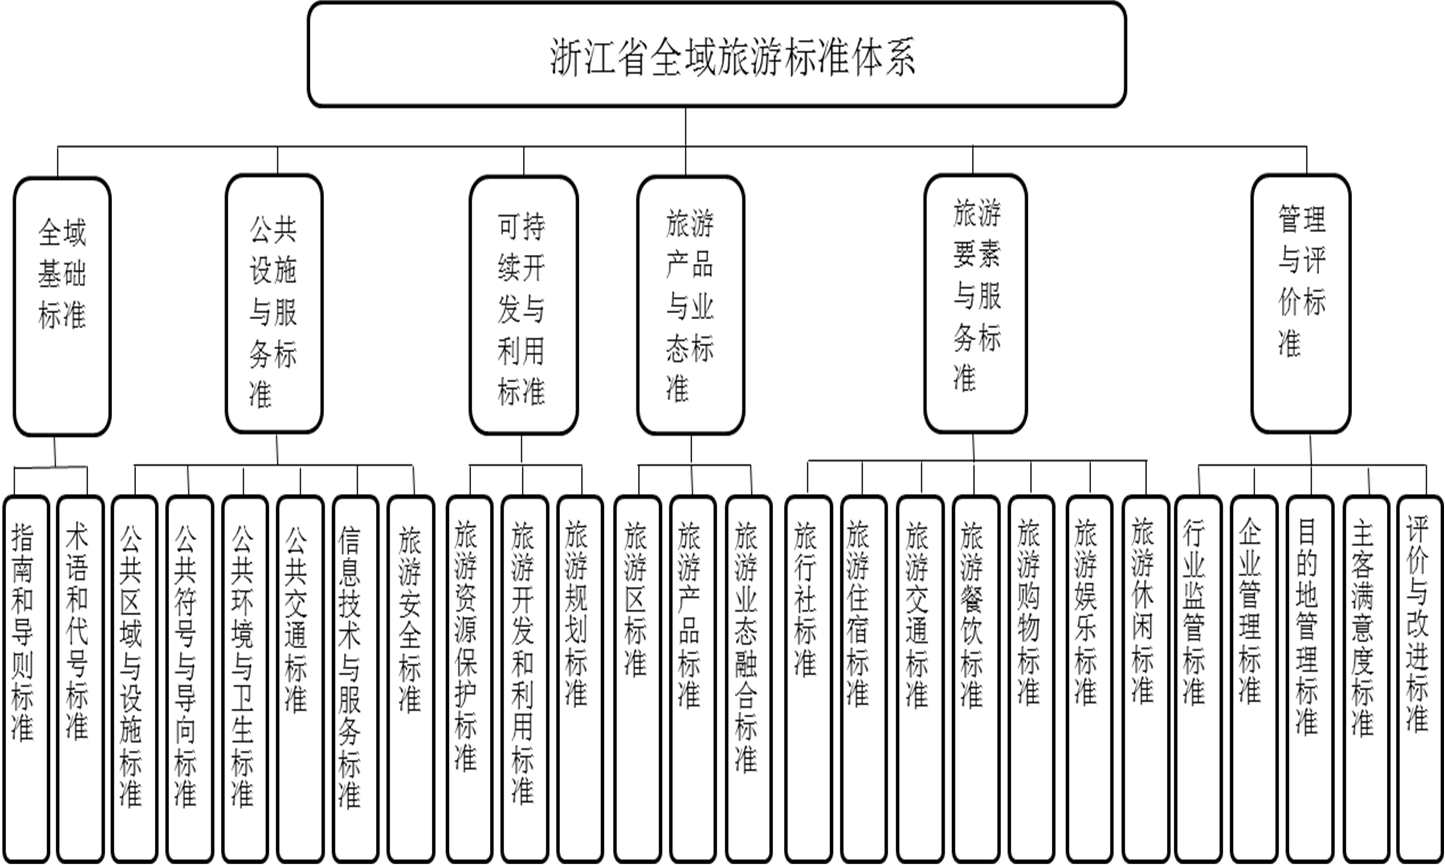 浙江省全域旅游标准体系
全域
基础
标准
公共
设施
与服
务标
准
可持
续开
发与
利用
标准
旅游
产品
与业
态标
准
旅游
要素
与服
务标
准
管理
与评
价标
准
指南和导则标准
术语和代号标准
公共区域与设施标准
公共符号与导向标准
公共环境与卫生标准
公共交通标准
信息技术与服务标准
旅游安全标准
旅游资源保护标准
旅游开发和利用标准
旅游规划标准
旅游区标准
旅游产品标准
旅游业态融合标准
旅行社标准
旅游住宿标准
旅游交通标准
旅游餐饮标准
旅游购物标准
旅游娱乐标准
旅游休闲标准
行业监管标准
企业管理标准
目的地管理标准
主客满意度标准
评价与改进标准